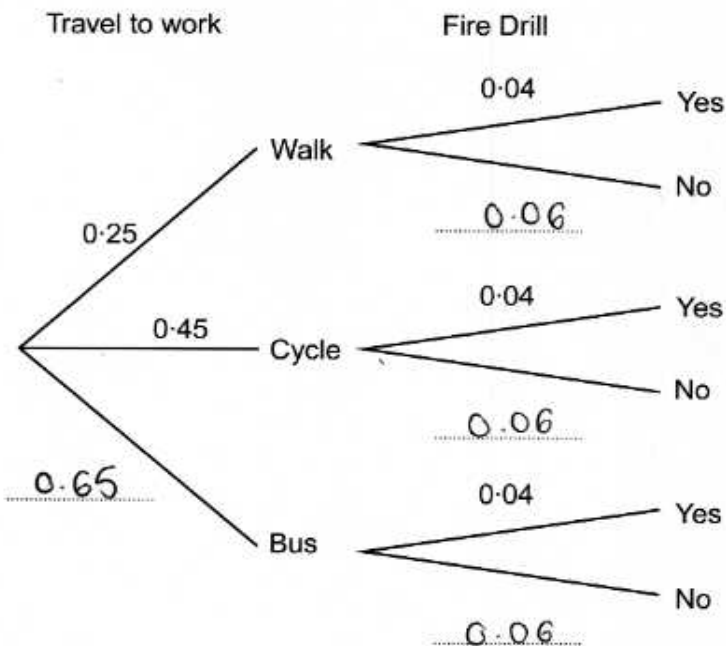 Travel to work Fire Drill
0·04
Yes
Walk
No
0·25
0.06
0·04
Yes
0·45
Cycle
No
0.06
0.65
0·04
Yes
Bus
No
0.06